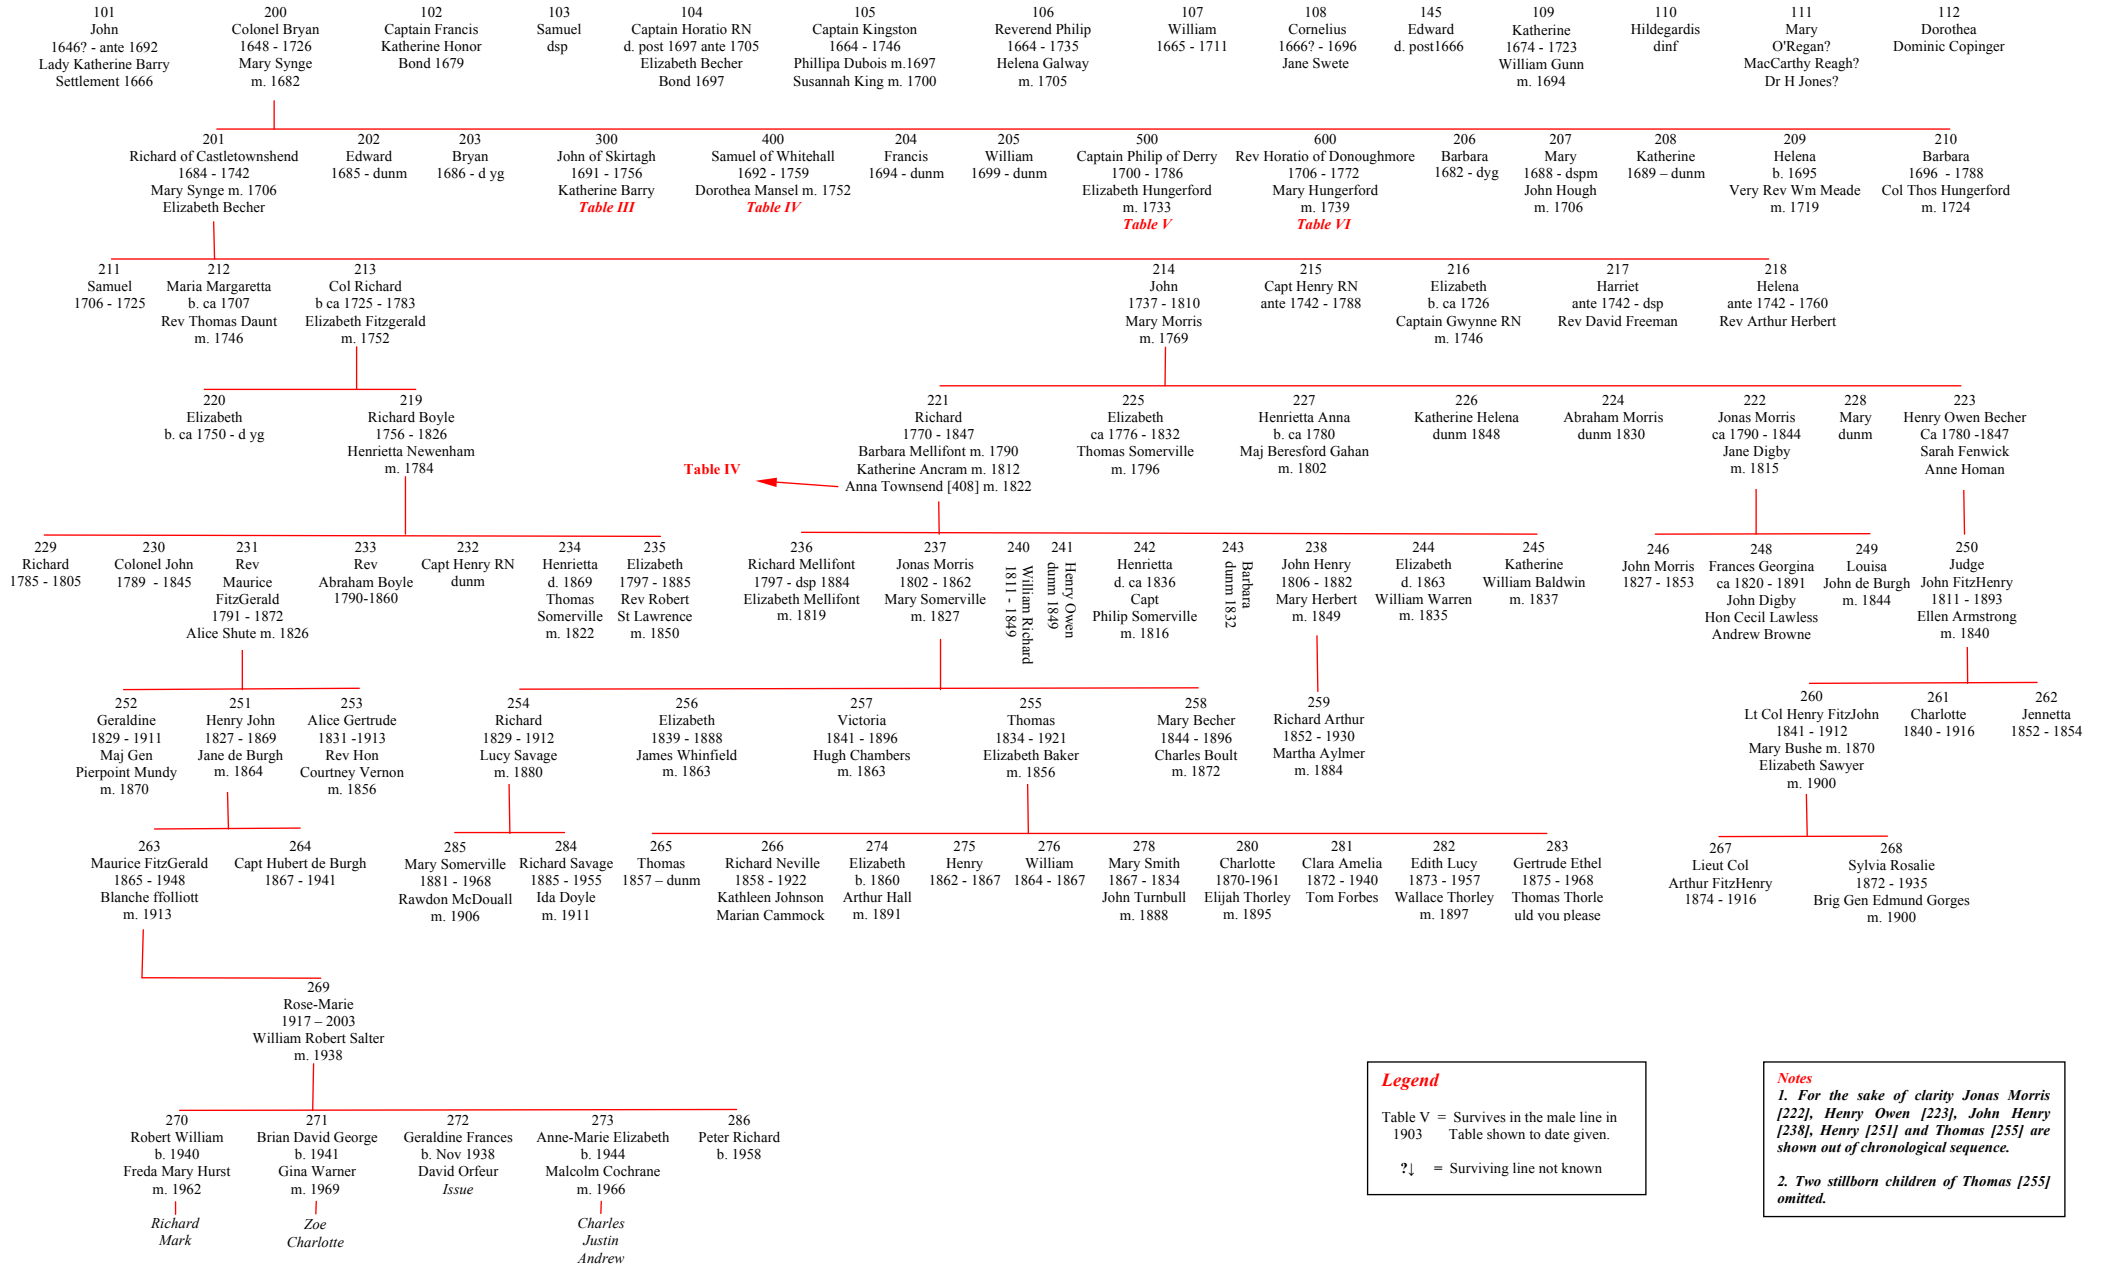 101
John
1646? - ante 1692
Lady Katherine Barry
Settlement 1666
200
Colonel Bryan
1648 - 1726
Mary Synge
m. 1682
102
Captain Francis
Katherine Honor
Bond 1679
103
Samuel
dsp
104
Captain Horatio RN
d. post 1697 ante 1705
Elizabeth Becher
Bond 1697
105
Captain Kingston
1664 - 1746
Phillipa Dubois m.1697
Susannah King m. 1700
106
Reverend Philip
1664 - 1735
Helena Galway
m. 1705
107
William
1665 - 1711
108
Cornelius
1666? - 1696
Jane Swete
145
Edward
d. post1666
109
Katherine
1674 - 1723
William Gunn
m. 1694
110
Hildegardis
dinf
111
Mary
O'Regan?
MacCarthy Reagh?
Dr H Jones?
112
Dorothea
Dominic Copinger
201
Richard of Castletownshend
1684 - 1742
Mary Synge m. 1706
Elizabeth Becher
202
Edward
1685 - dunm
203
Bryan
1686 - d yg
300
John of Skirtagh
1691 - 1756
Katherine Barry
Table III
400
Samuel of Whitehall
1692 - 1759
Dorothea Mansel m. 1752
Table IV
204
Francis
1694 - dunm
205
William
1699 - dunm
500
Captain Philip of Derry
1700 - 1786
Elizabeth Hungerford
m. 1733
Table V
600
Rev Horatio of Donoughmore
1706 - 1772
Mary Hungerford
m. 1739
Table VI
206
Barbara
1682 - dyg
207
Mary
1688 - dspm
John Hough
m. 1706
208
Katherine
1689 – dunm
209
Helena
b. 1695
Very Rev Wm Meade
m. 1719
210
Barbara
1696 - 1788
Col Thos Hungerford
m. 1724
211
Samuel
1706 - 1725
212
Maria Margaretta
b. ca 1707
Rev Thomas Daunt
m. 1746
213
Col Richard
b ca 1725 - 1783
Elizabeth Fitzgerald
m. 1752
214
John
1737 - 1810
Mary Morris
m. 1769
215
Capt Henry RN
ante 1742 - 1788
216
Elizabeth
b. ca 1726
Captain Gwynne RN
m. 1746
217
Harriet
ante 1742 - dsp
Rev David Freeman
218
Helena
ante 1742 - 1760
Rev Arthur Herbert
220
Elizabeth
b. ca 1750 - d yg
219
Richard Boyle
1756 - 1826
Henrietta Newenham
m. 1784
221
Richard
1770 - 1847
Barbara Mellifont m. 1790
Katherine Ancram m. 1812
Anna Townsend [408] m. 1822
Table IV
225
Elizabeth
ca 1776 - 1832
Thomas Somerville
m. 1796
227
Henrietta Anna
b. ca 1780
Maj Beresford Gahan
m. 1802
226
Katherine Helena
dunm 1848
224
Abraham Morris
dunm 1830
222
Jonas Morris
ca 1790 - 1844
Jane Digby
m. 1815
228
Mary
dunm
223
Henry Owen Becher
Ca 1780 -1847
Sarah Fenwick
Anne Homan
229
Richard
1785 - 1805
230
Colonel John
1789 - 1845
231
Rev
Maurice
FitzGerald
1791 - 1872
Alice Shute m. 1826
233
Rev
Abraham Boyle
1790-1860
232
Capt Henry RN
dunm
234
Henrietta
d. 1869
Thomas
Somerville
m. 1822
235
Elizabeth
1797 - 1885
Rev Robert
St Lawrence
m. 1850
236
Richard Mellifont
1797 - dsp 1884
Elizabeth Mellifont
m. 1819
237
Jonas Morris
1802 - 1862
Mary Somerville
m. 1827
240
William Richard
1811 - 1849
241
Henry Owen
dunm 1849
242
Henrietta
d. ca 1836
Capt
Philip Somerville
m. 1816
243
Barbara
dunm 1832
238
John Henry
1806 - 1882
Mary Herbert
m. 1849
244
Elizabeth
d. 1863
William Warren
m. 1835
245
Katherine
William Baldwin
m. 1837
246
John Morris
1827 - 1853
248
Frances Georgina
ca 1820 - 1891
John Digby
Hon Cecil Lawless
Andrew Browne
249
Louisa
John de Burgh
m. 1844
250
Judge
John FitzHenry
1811 - 1893
Ellen Armstrong
m. 1840
252
Geraldine
1829 - 1911
Maj Gen
Pierpoint Mundy
m. 1870
251
Henry John
1827 - 1869
Jane de Burgh
m. 1864
253
Alice Gertrude
1831 -1913
Rev Hon
Courtney Vernon
m. 1856
254
Richard
1829 - 1912
Lucy Savage
m. 1880
256
Elizabeth
1839 - 1888
James Whinfield
m. 1863
257
Victoria
1841 - 1896
Hugh Chambers
m. 1863
255
Thomas
1834 - 1921
Elizabeth Baker
m. 1856
258
Mary Becher
1844 - 1896
Charles Boult
m. 1872
259
Richard Arthur
1852 - 1930
Martha Aylmer
m. 1884
260
Lt Col Henry FitzJohn
1841 - 1912
Mary Bushe m. 1870
Elizabeth Sawyer
m. 1900
261
Charlotte
1840 - 1916
262
Jennetta
1852 - 1854
263
Maurice FitzGerald
1865 - 1948
Blanche ffolliott
m. 1913
264
Capt Hubert de Burgh
1867 - 1941
285
Mary Somerville
1881 - 1968
Rawdon McDouall
m. 1906
284
Richard Savage
1885 - 1955
Ida Doyle
m. 1911
265
Thomas
1857 – dunm
266
Richard Neville
1858 - 1922
Kathleen Johnson
Marian Cammock
274
Elizabeth
b. 1860
Arthur Hall
m. 1891
275
Henry
1862 - 1867
276
William
1864 - 1867
278
Mary Smith
1867 - 1834
John Turnbull
m. 1888
280
Charlotte
1870-1961
Elijah Thorley
m. 1895
281
Clara Amelia
1872 - 1940
Tom Forbes
282
Edith Lucy
1873 - 1957
Wallace Thorley
m. 1897
283
Gertrude Ethel
1875 - 1968
Thomas Thorle
uld you please
267
Lieut Col
Arthur FitzHenry
1874 - 1916
268
Sylvia Rosalie
1872 - 1935
Brig Gen Edmund Gorges
m. 1900
269
Rose-Marie
1917 – 2003
William Robert Salter
m. 1938
270
Robert William
b. 1940
Freda Mary Hurst
m. 1962
Richard
Mark
271
Brian David George
b. 1941
Gina Warner
m. 1969
Zoe
Charlotte
272
Geraldine Frances
b. Nov 1938
David Orfeur
Issue
273
Anne-Marie Elizabeth
b. 1944
Malcolm Cochrane
m. 1966
Charles
Justin
Andrew
286
Peter Richard
b. 1958
Legend
Table V = Survives in the male line in
1903 Table shown to date given.
?↓ = Surviving line not known
Notes
1. For the sake of clarity Jonas Morris
[222], Henry Owen [223], John Henry
[238], Henry [251] and Thomas [255] are
shown out of chronological sequence.
2. Two stillborn children of Thomas [255]
omitted.